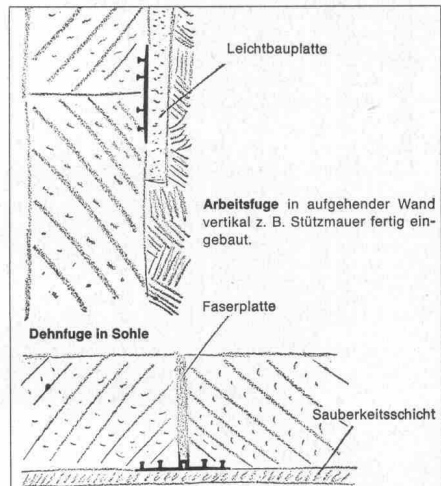 Leichtbauplatte
Arbeitsfuge in aufgehender Wand
vertikal z. B. Stützmauer fertig ein-
gebaut.
Faserplatte
Dehnfuge in Sohle
Sauberkeitsschicht